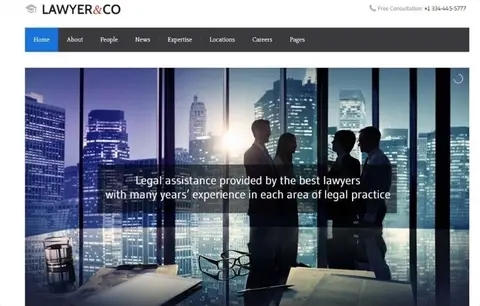 LAWYER&CO
Free Consultation: +1 334-445-5777
Home About People News Expertise Locations Careers Pages
Legal assistance provided by the best lawyers
with many years' experience in each area of legal practice